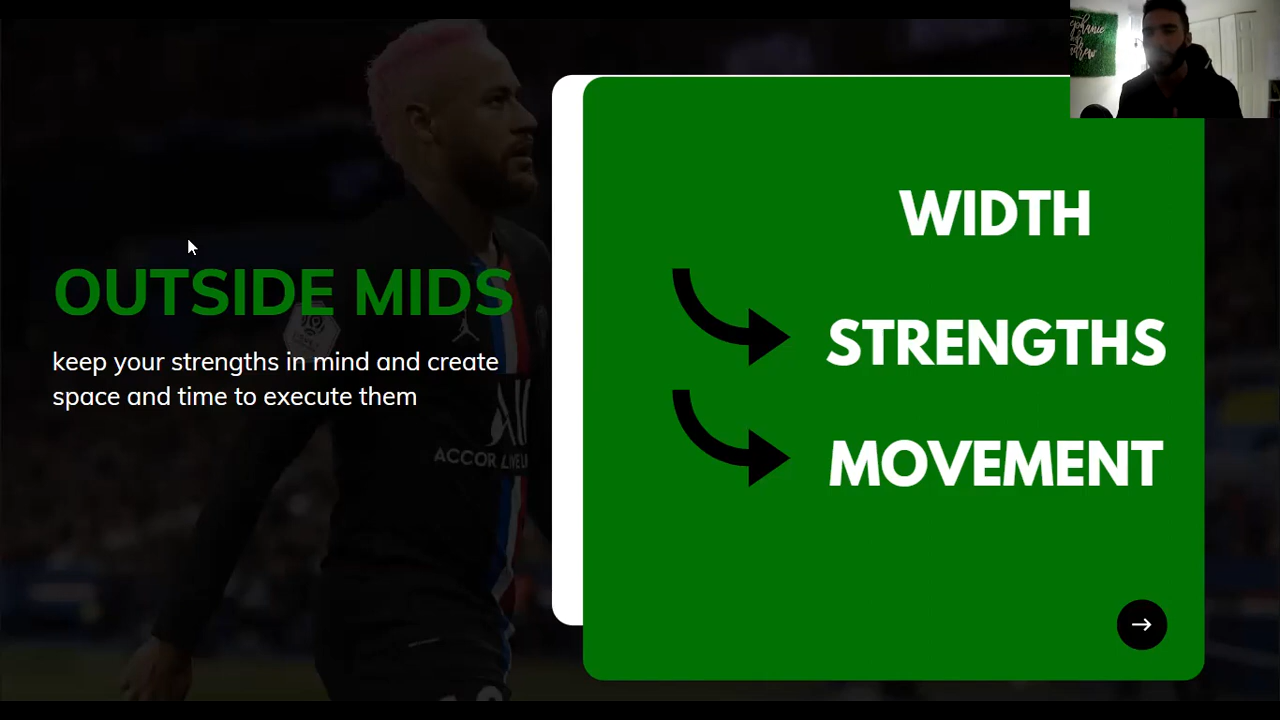 OUTSIDE MIDS
keep your strengths in mind and create
space and time to execute them
WIDTH
STRENGTHS
MOVEMENT
ACCOR LIVE